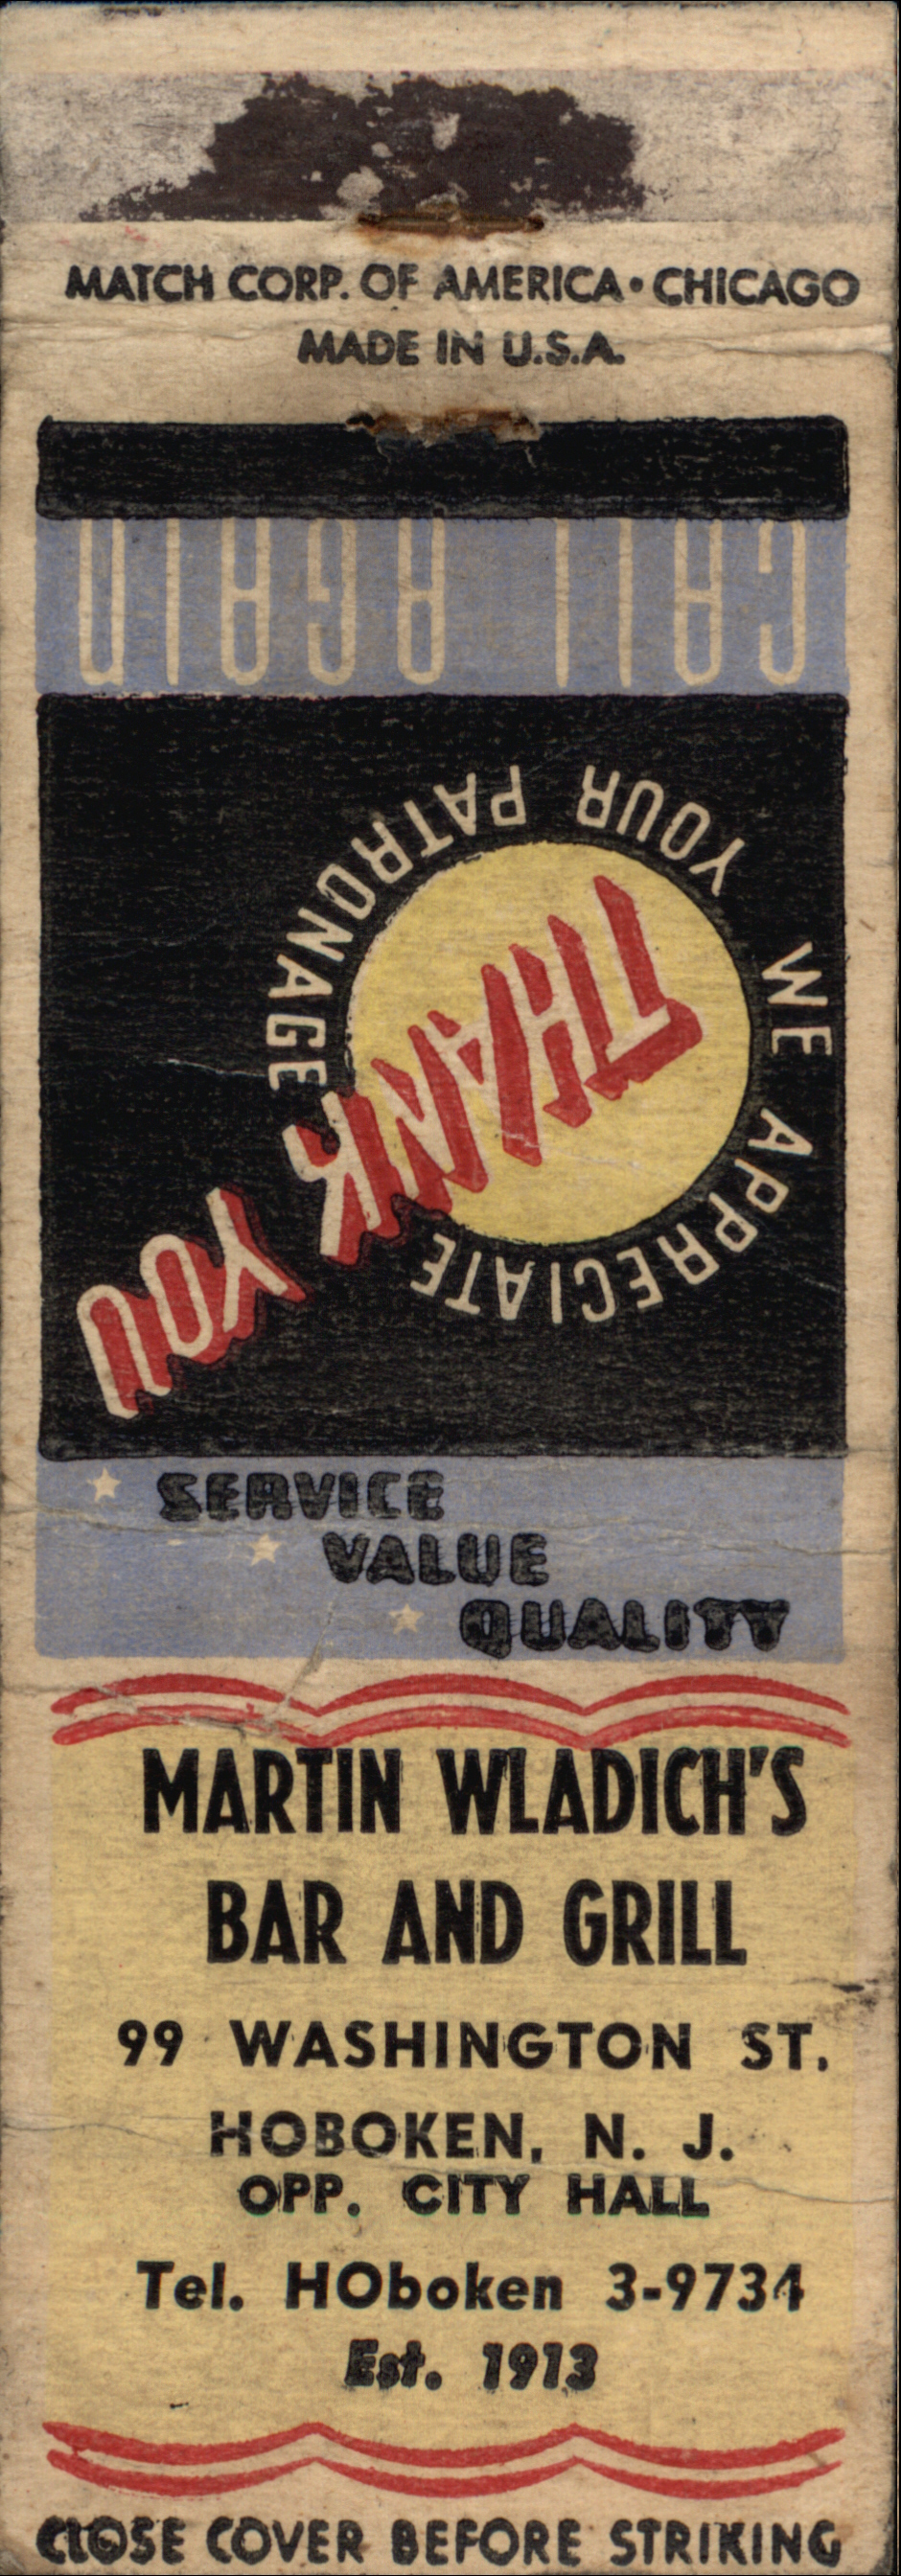 MATCH CORP. OF AMERICA • CHICAGO
MADE IN U.S.A.
CALL AGAIN
WE APPRECIATE
YOUR PATRONAGE
THANK YOU
SERVICE
VALUE
QUALITY
MARTIN WLADICH'S
BAR AND GRILL
99 WASHINGTON ST.
HOBOKEN, N. J.
OPP. CITY HALL
Tel. HOboken 3-9734
Est. 1913
CLOSE COVER BEFORE STRIKING